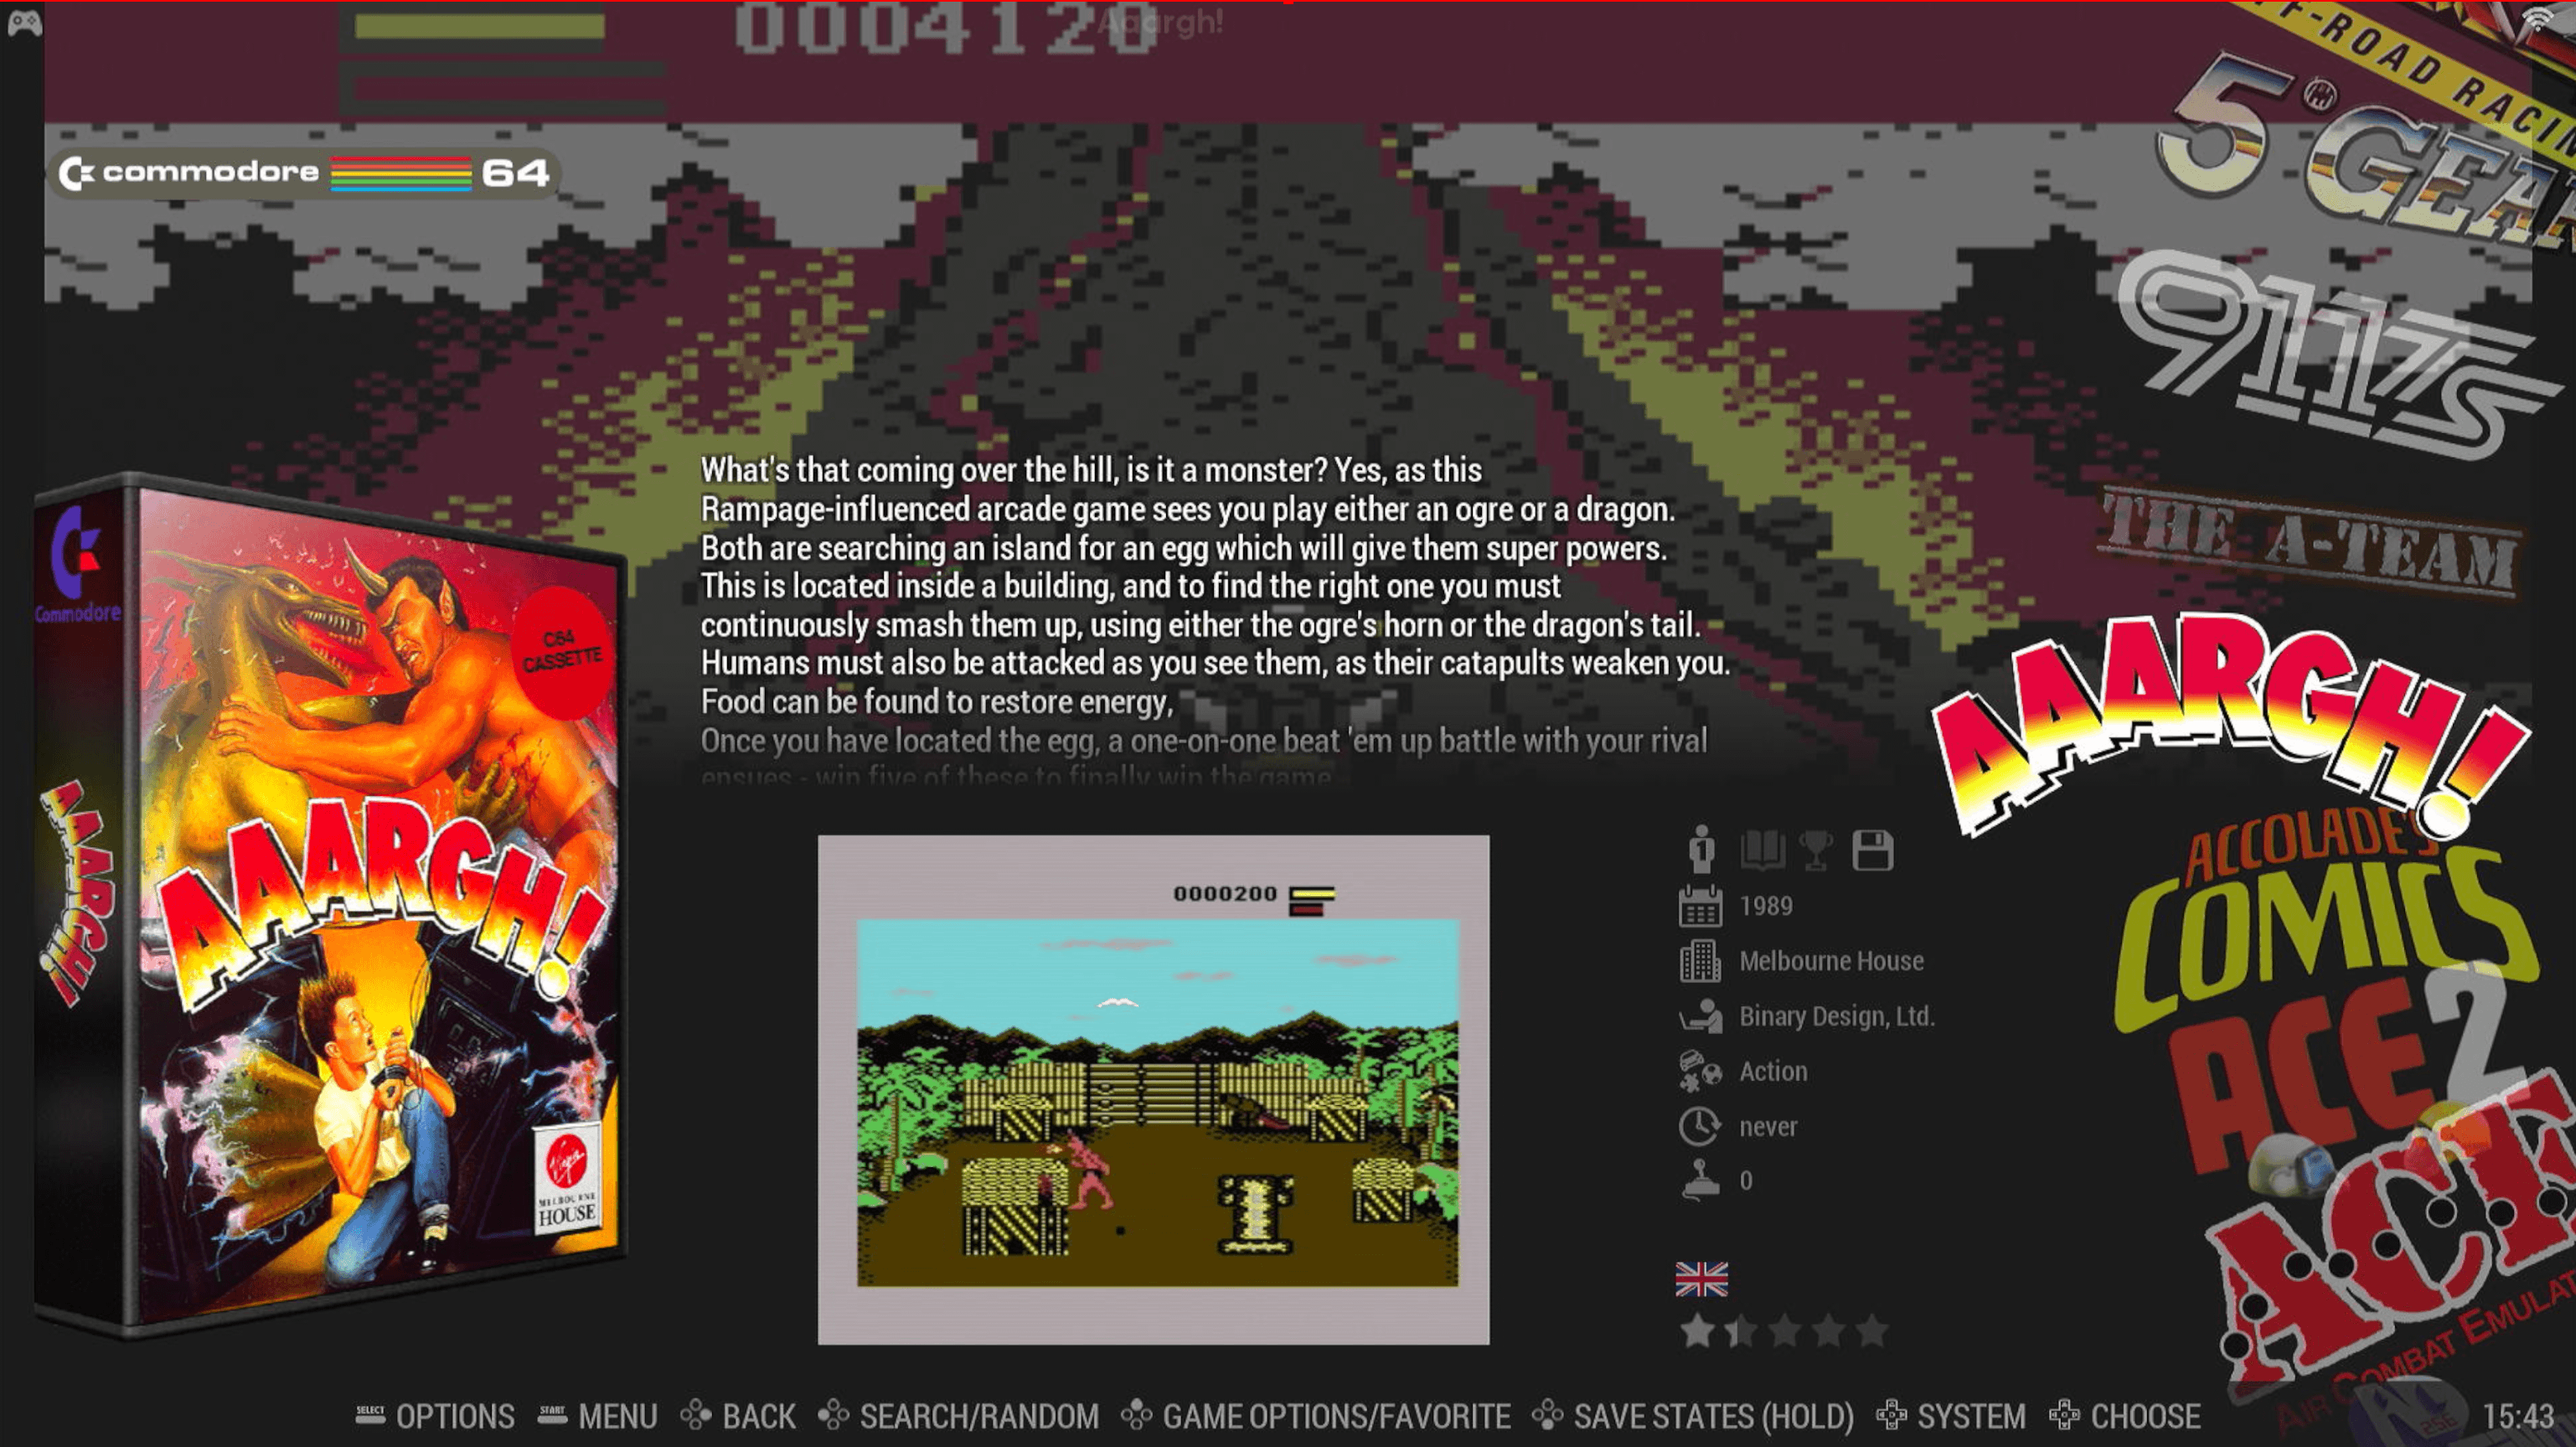 0004120
Aaargh!
commodore 64
What's that coming over the hill, is it a monster? Yes, as this
Rampage-influenced arcade game sees you play either an ogre or a dragon.
Both are searching an island for an egg which will give them super powers.
This is located inside a building, and to find the right one you must
continuously smash them up, using either the ogre's horn or the dragon's tail.
Humans must also be attacked as you see them, as their catapults weaken you.
Food can be found to restore energy,
Once you have located the egg, a one-on-one beat 'em up battle with your rival
ensues - win five of these to finally win the game
Commodore
AAARGH!
C64
CASSETTE
AAARGH!
Virgin
MELBOURNE
HOUSE
0000200
1
1989
Melbourne House
Binary Design, Ltd.
Action
never
0
OFF-ROAD RACING
5th GEAR
911TS
THE A-TEAM
AAARGH!
ACCOLADE'S
COMICS
ACE 2
ACE
AIR COMBAT EMULAT
SELECT OPTIONS START MENU BACK SEARCH/RANDOM GAME OPTIONS/FAVORITE SAVE STATES (HOLD) SYSTEM CHOOSE 15:43